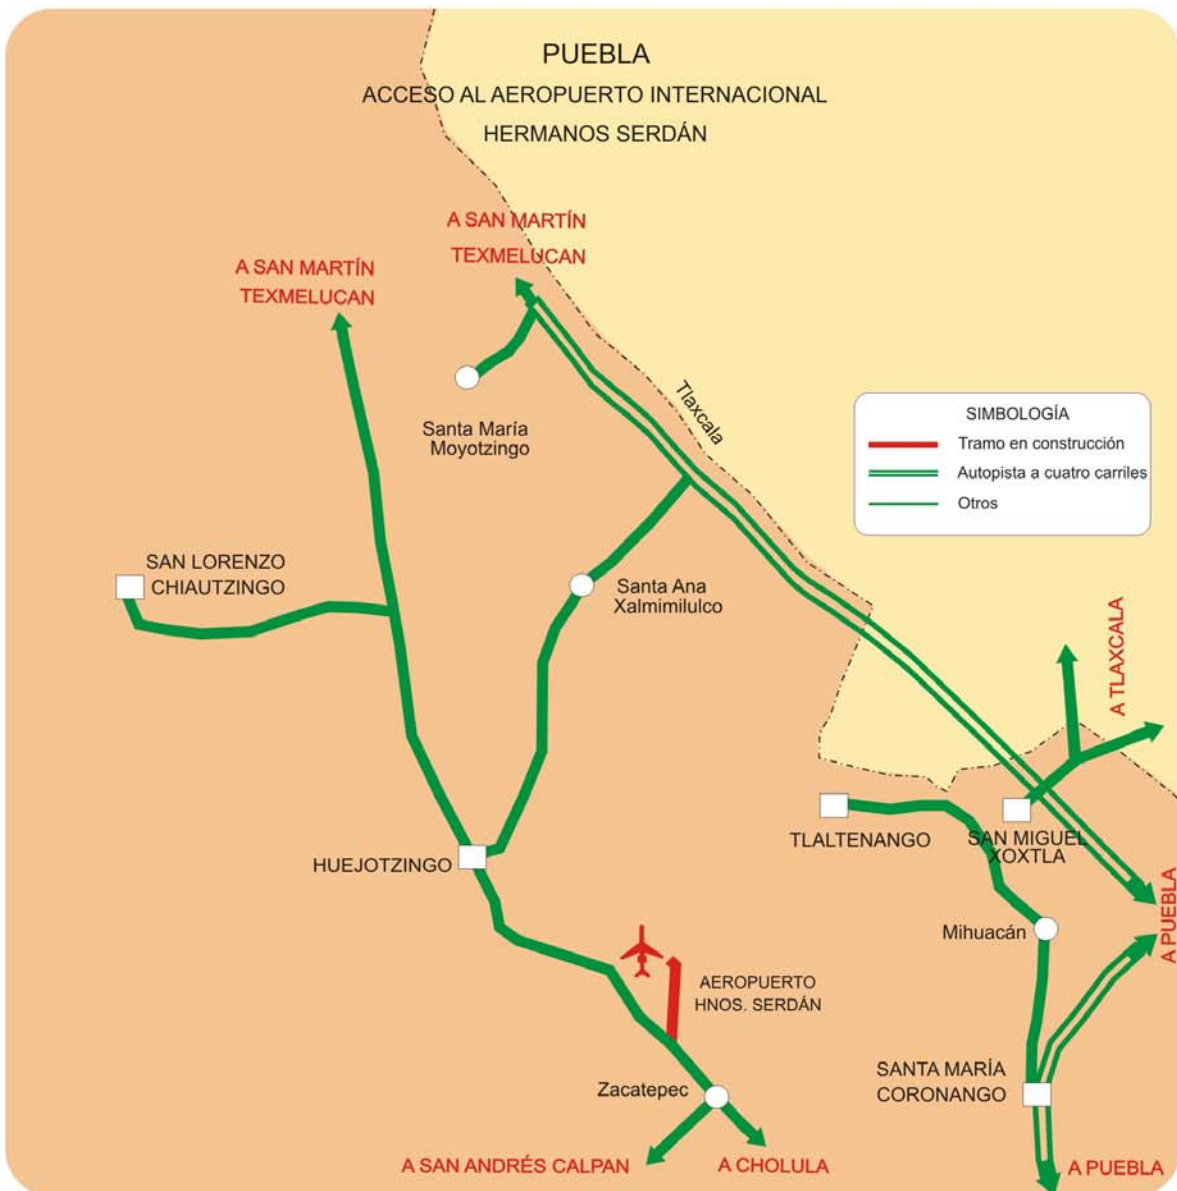 PUEBLA
ACCESO AL AEROPUERTO INTERNACIONAL
HERMANOS SERDÁN
A SAN MARTÍN
TEXMELUCAN
A SAN MARTÍN
TEXMELUCAN
Santa María
Moyotzingo
Tlaxcala
SIMBOLOGÍA
Tramo en construcción
Autopista a cuatro carriles
Otros
SAN LORENZO
CHIAUTZINGO
Santa Ana
Xalmimilulco
A TLAXCALA
TLALTENANGO
SAN MIGUEL
XOXTLA
HUEJOTZINGO
Mihuacán
A PUEBLA
AEROPUERTO
HNOS. SERDÁN
Zacatepec
SANTA MARÍA
CORONANGO
A SAN ANDRÉS CALPAN
A CHOLULA
A PUEBLA